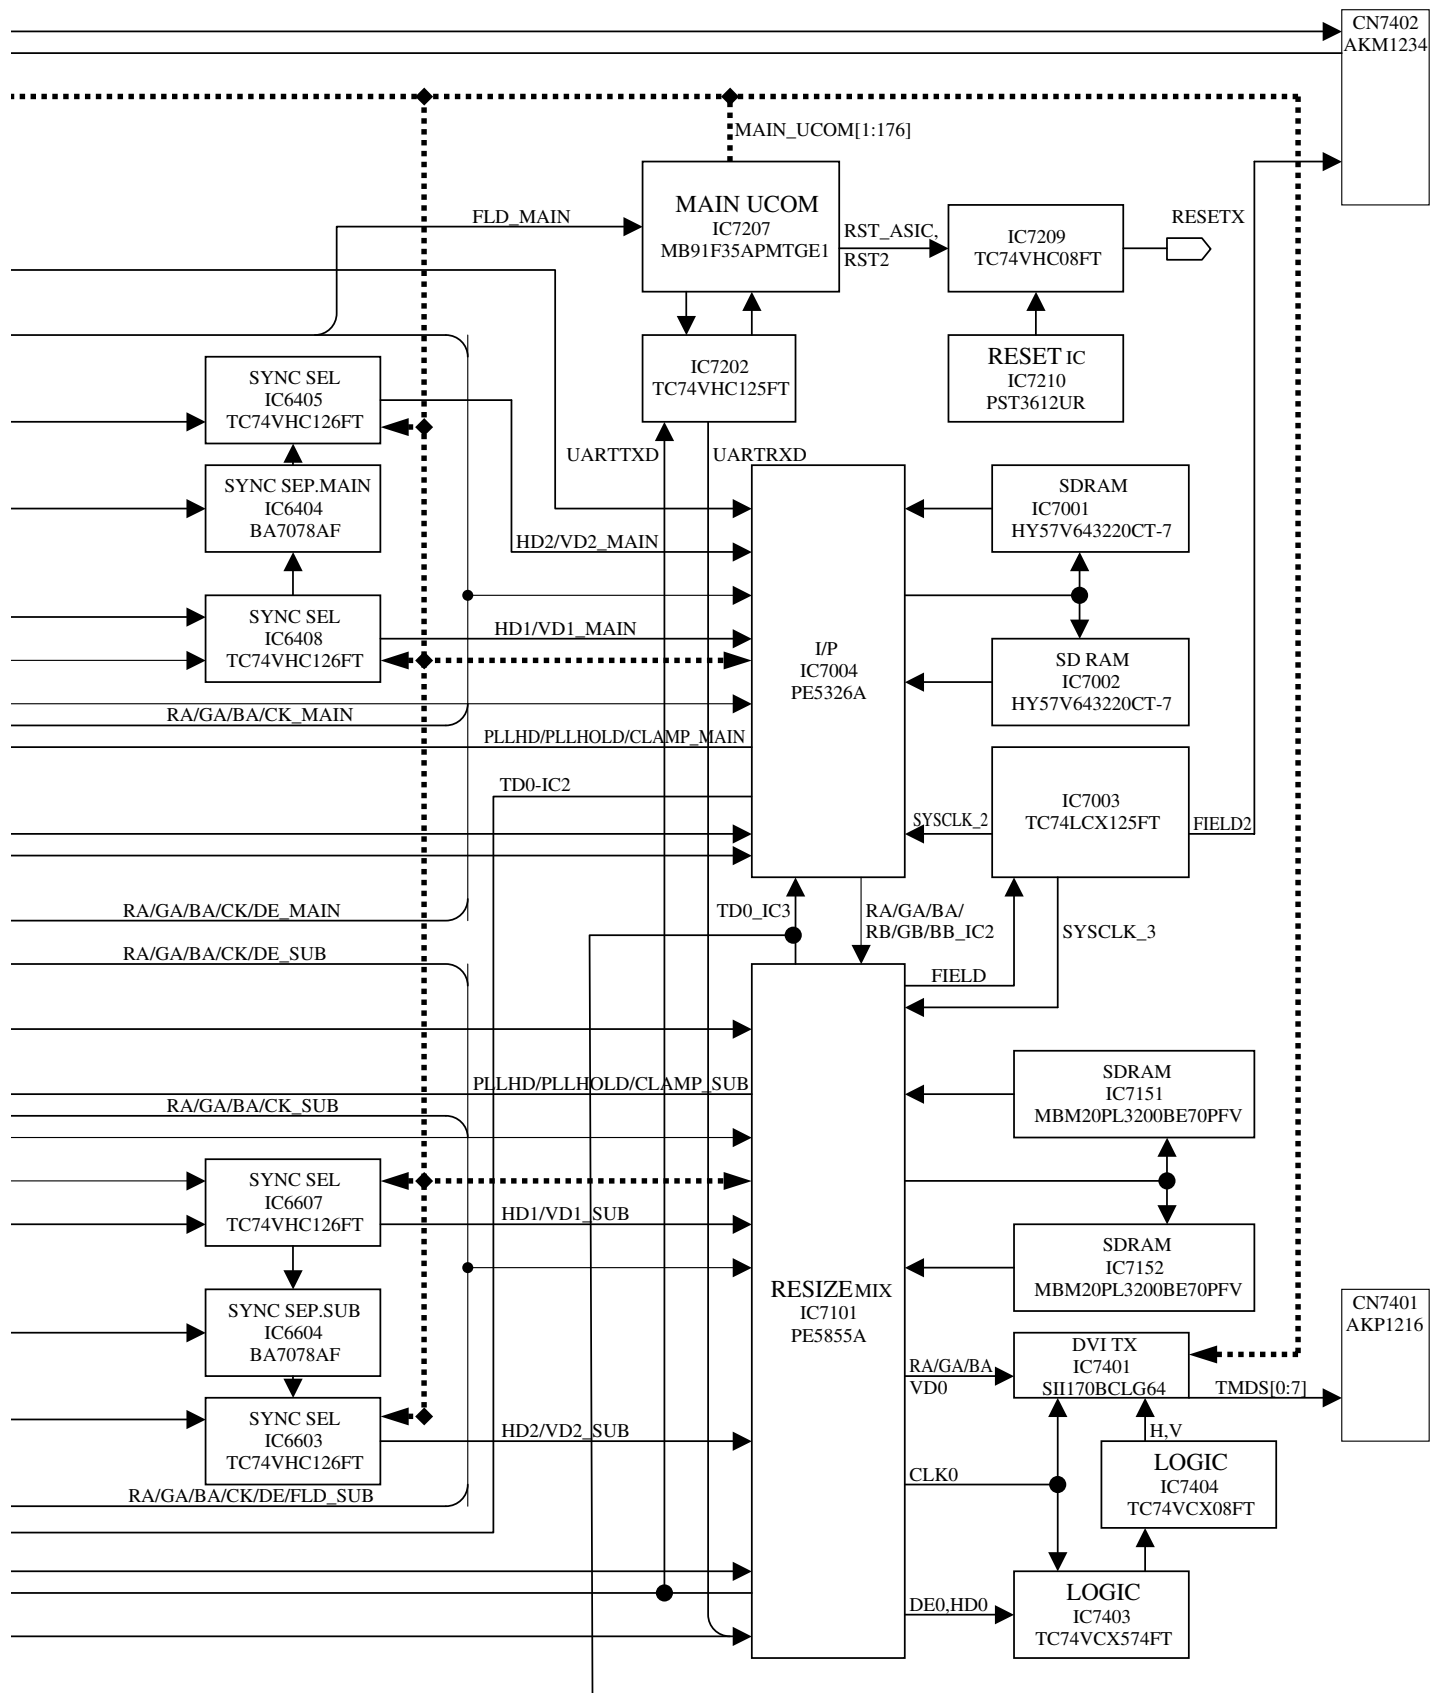 CN7402
AKM1234
MAIN_UCOM[1:176]
MAIN UCOM
IC7207
MB91F35APMTGE1
FLD_MAIN
RST_ASIC,
RST2
IC7209
TC74VHC08FT
RESETX
RESET IC
IC7210
PST3612UR
IC7202
TC74VHC125FT
SYNC SEL
IC6405
TC74VHC126FT
UARTTXD
UARTRXD
SYNC SEP.MAIN
IC6404
BA7078AF
SDRAM
IC7001
HY57V643220CT-7
HD2/VD2_MAIN
SYNC SEL
IC6408
TC74VHC126FT
HD1/VD1_MAIN
I/P
IC7004
PE5326A
SD RAM
IC7002
HY57V643220CT-7
RA/GA/BA/CK_MAIN
PLLHD/PLLHOLD/CLAMP_MAIN
TD0-IC2
IC7003
TC74LCX125FT
SYSCLK_2
FIELD2
RA/GA/BA/CK/DE_MAIN
TD0_IC3
RA/GA/BA/
RB/GB/BB_IC2
SYSCLK_3
RA/GA/BA/CK/DE_SUB
FIELD
SDRAM
IC7151
MBM20PL3200BE70PFV
PLLHD/PLLHOLD/CLAMP_SUB
RA/GA/BA/CK_SUB
SYNC SEL
IC6607
TC74VHC126FT
HD1/VD1_SUB
SDRAM
IC7152
MBM20PL3200BE70PFV
RESIZE MIX
IC7101
PE5855A
SYNC SEP.SUB
IC6604
BA7078AF
CN7401
AKP1216
DVI TX
IC7401
SII170BCLG64
RA/GA/BA
VD0
TMDS[0:7]
SYNC SEL
IC6603
TC74VHC126FT
HD2/VD2_SUB
H,V
LOGIC
IC7404
TC74VCX08FT
CLK0
RA/GA/BA/CK/DE/FLD_SUB
DE0,HD0
LOGIC
IC7403
TC74VCX574FT